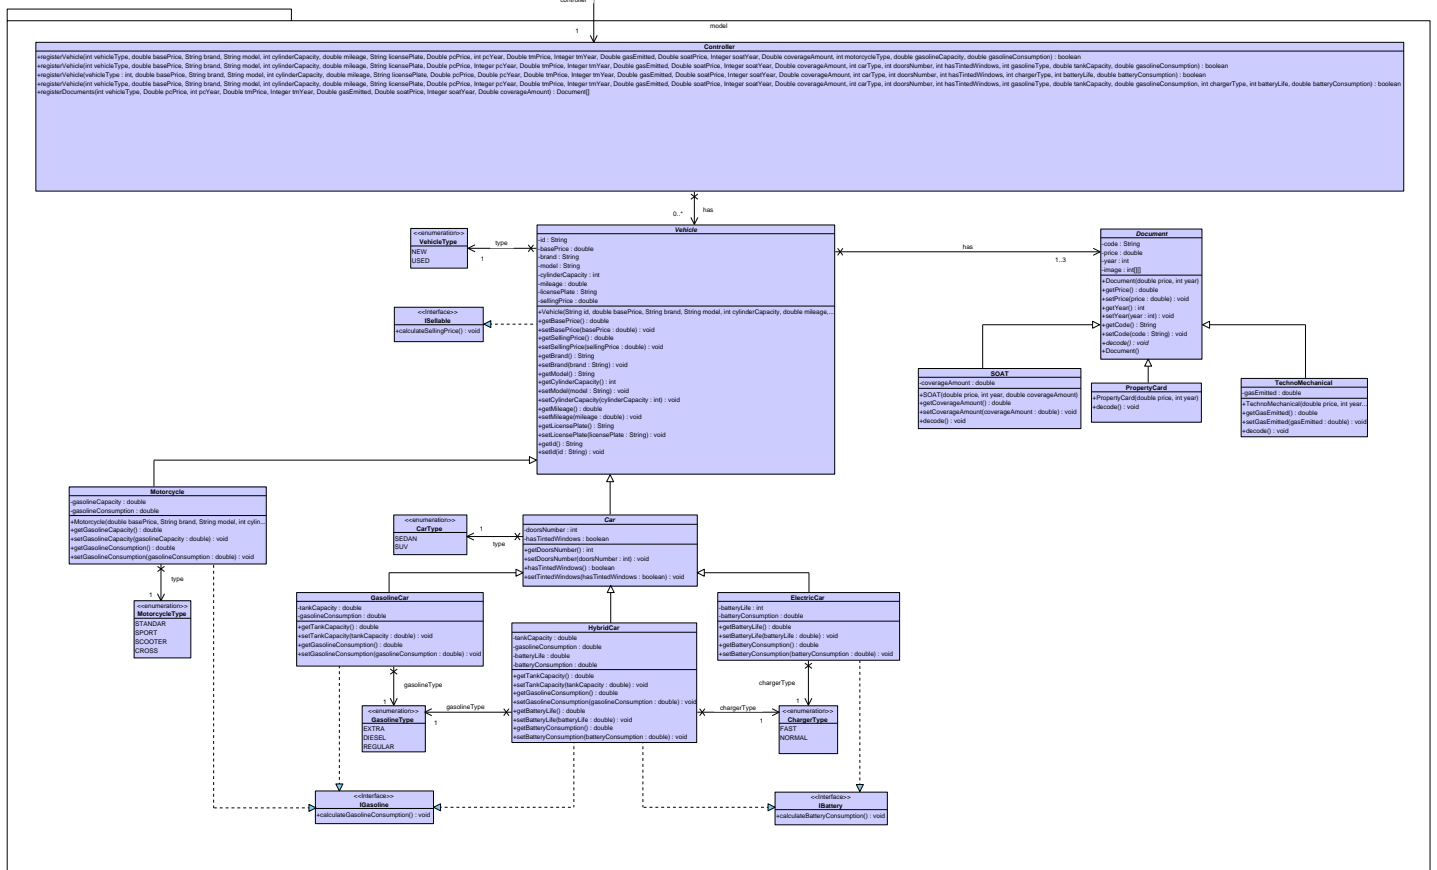 controller
1
model
Controller
+registerVehicle(int vehicleType, double basePrice, String brand, String model, int cylinderCapacity, double mileage, String licensePlate, Double pcPrice, int pcYear, Double tmPrice, Integer tmYear, Double gasEmitted, Double soatPrice, Integer soatYear, Double coverageAmount, int motorcycleType, double gasolineCapacity, double gasolineConsumption) : boolean
+registerVehicle(int vehicleType, double basePrice, String brand, String model, int cylinderCapacity, double mileage, String licensePlate, Double pcPrice, Integer pcYear, Double tmPrice, Integer tmYear, Double gasEmitted, Double soatPrice, Integer soatYear, Double coverageAmount, int carType, int doorsNumber, int hasTintedWindows, int gasolineType, double tankCapacity, double gasolineConsumption) : boolean
+registerVehicle(vehicleType : int, double basePrice, String brand, String model, int cylinderCapacity, double mileage, String licensePlate, Double pcPrice, Double pcYear, Double tmPrice, Integer tmYear, Double gasEmitted, Double soatPrice, Integer soatYear, Double coverageAmount, int carType, int doorsNumber, int hasTintedWindows, int chargerType, int batteryLife, double batteryConsumption) : boolean
+registerVehicle(int vehicleType, double basePrice, String brand, String model, int cylinderCapacity, double mileage, String licensePlate, Double pcPrice, Integer pcYear, Double tmPrice, Integer tmYear, Double gasEmitted, Double soatPrice, Integer soatYear, Double coverageAmount, int carType, int doorsNumber, int hasTintedWindows, int gasolineType, double tankCapacity, double gasolineConsumption, int chargerType, int batteryLife, double batteryConsumption) : boolean
+registerDocuments(int vehicleType, Double pcPrice, int pcYear, Double tmPrice, Integer tmYear, Double gasEmitted, Double soatPrice, Integer soatYear, Double coverageAmount) : Document[]
0..*
has
<<enumeration>>
VehicleType
NEW
USED
type
1
Vehicle
-id : String
-basePrice : double
-brand : String
-model : String
-cylinderCapacity : int
-mileage : double
-licensePlate : String
-sellingPrice : double
+Vehicle(String id, double basePrice, String brand, String model, int cylinderCapacity, double mileage,...
+getBasePrice() : double
+setBasePrice(basePrice : double) : void
+getSellingPrice() : double
+setSellingPrice(sellingPrice : double) : void
+getBrand() : String
+setBrand(brand : String) : void
+getModel() : String
+getCylinderCapacity() : int
+setModel(model : String) : void
+setCylinderCapacity(cylinderCapacity : int) : void
+getMileage() : double
+setMileage(mileage : double) : void
+getLicensePlate() : String
+setLicensePlate(licensePlate : String) : void
+getId() : String
+setId(id : String) : void
has
1..3
Document
-code : String
-price : double
-year : int
-image : int[][]
+Document(double price, int year)
+getPrice() : double
+setPrice(price : double) : void
+getYear() : int
+setYear(year : int) : void
+getCode() : String
+setCode(code : String) : void
+decode() : void
+Document()
<<Interface>>
ISellable
+calculateSellingPrice() : void
SOAT
-coverageAmount : double
+SOAT(double price, int year, double coverageAmount)
+getCoverageAmount() : double
+setCoverageAmount(coverageAmount : double) : void
+decode() : void
PropertyCard
+PropertyCard(double price, int year)
+decode() : void
TechnoMechanical
-gasEmitted : double
+TechnoMechanical(double price, int year...
+getGasEmitted() : double
+setGasEmitted(gasEmitted : double) : void
+decode() : void
Motorcycle
-gasolineCapacity : double
-gasolineConsumption : double
+Motorcycle(double basePrice, String brand, String model, int cylin...
+getGasolineCapacity() : double
+setGasolineCapacity(gasolineCapacity : double) : void
+getGasolineConsumption() : double
+setGasolineConsumption(gasolineConsumption : double) : void
type
1
<<enumeration>>
MotorcycleType
STANDAR
SPORT
SCOOTER
CROSS
<<enumeration>>
CarType
SEDAN
SUV
1
type
Car
-doorsNumber : int
-hasTintedWindows : boolean
+getDoorsNumber() : int
+setDoorsNumber(doorsNumber : int) : void
+hasTintedWindows() : boolean
+setTintedWindows(hasTintedWindows : boolean) : void
GasolineCar
-tankCapacity : double
-gasolineConsumption : double
+getTankCapacity() : double
+setTankCapacity(tankCapacity : double) : void
+getGasolineConsumption() : double
+setGasolineConsumption(gasolineConsumption : double) : void
HybridCar
-tankCapacity : double
-gasolineConsumption : double
-batteryLife : double
-batteryConsumption : double
+getTankCapacity() : double
+setTankCapacity(tankCapacity : double) : void
+getGasolineConsumption() : double
+setGasolineConsumption(gasolineConsumption : double) : void
+getBatteryLife() : double
+setBatteryLife(batteryLife : double) : void
+getBatteryConsumption() : double
+setBatteryConsumption(batteryConsumption : double) : void
ElectricCar
-batteryLife : int
-batteryConsumption : double
+getBatteryLife() : double
+setBatteryLife(batteryLife : double) : void
+getBatteryConsumption() : double
+setBatteryConsumption(batteryConsumption : double) : void
gasolineType
1
<<enumeration>>
GasolineType
EXTRA
DIESEL
REGULAR
gasolineType
1
chargerType
1
chargerType
1
<<enumeration>>
ChargerType
FAST
NORMAL
<<Interface>>
IGasoline
+calculateGasolineConsumption() : void
<<Interface>>
IBattery
+calculateBatteryConsumption() : void